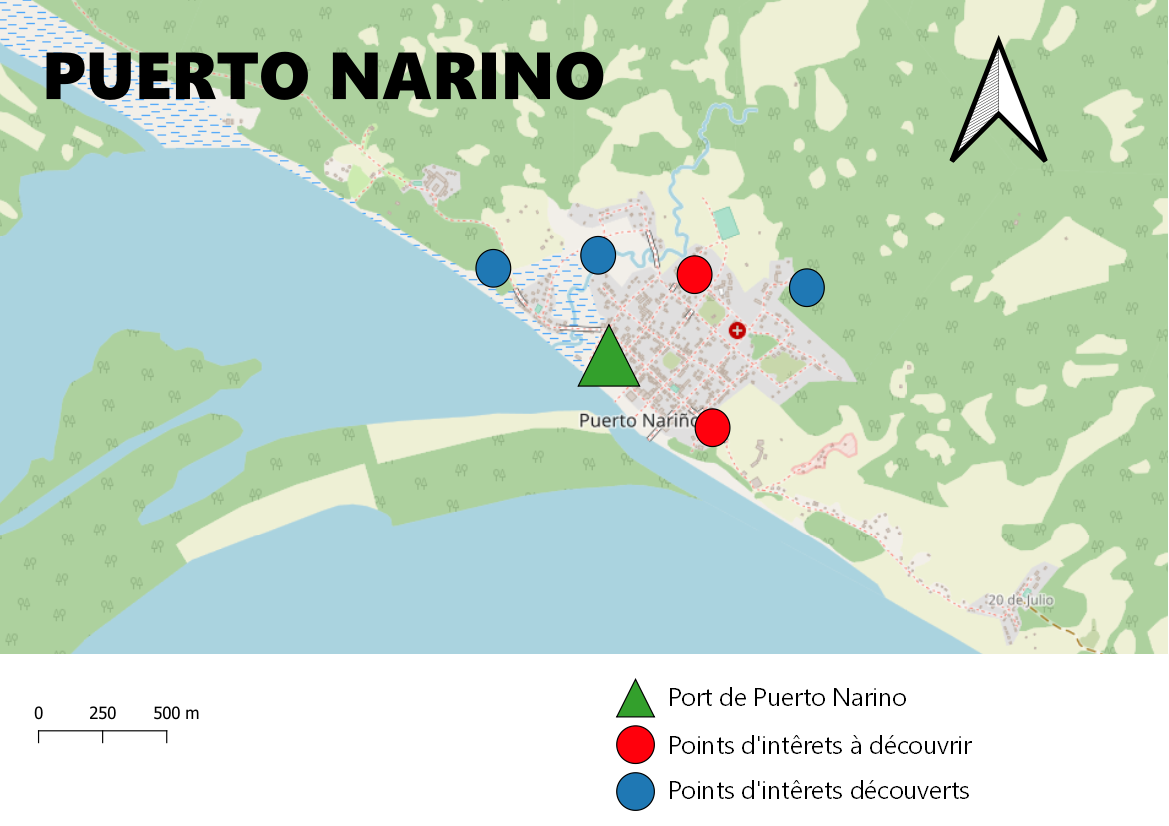 PUERTO NARINO
Puerto Nariño
20 de Julio
0 250 500 m
Port de Puerto Narino
Points d'intêrets à découvrir
Points d'intêrets découverts